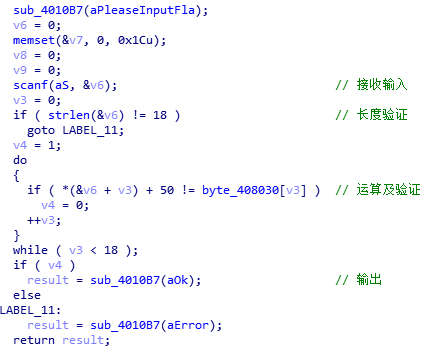 sub_4010B7(aPleaseInputFla);
v6 = 0;
memset(&v7, 0, 0x1Cu);
v8 = 0;
v9 = 0;
scanf(aS, &v6); // 接收输入
v3 = 0;
if ( strlen(&v6) != 18 ) // 长度验证
goto LABEL_11;
v4 = 1;
do
{
if ( *(&v6 + v3) + 50 != byte_408030[v3] ) // 运算及验证
v4 = 0;
++v3;
}
while ( v3 < 18 );
if ( v4 )
result = sub_4010B7(aOk); // 输出
else
LABEL_11:
result = sub_4010B7(aError);
return result;